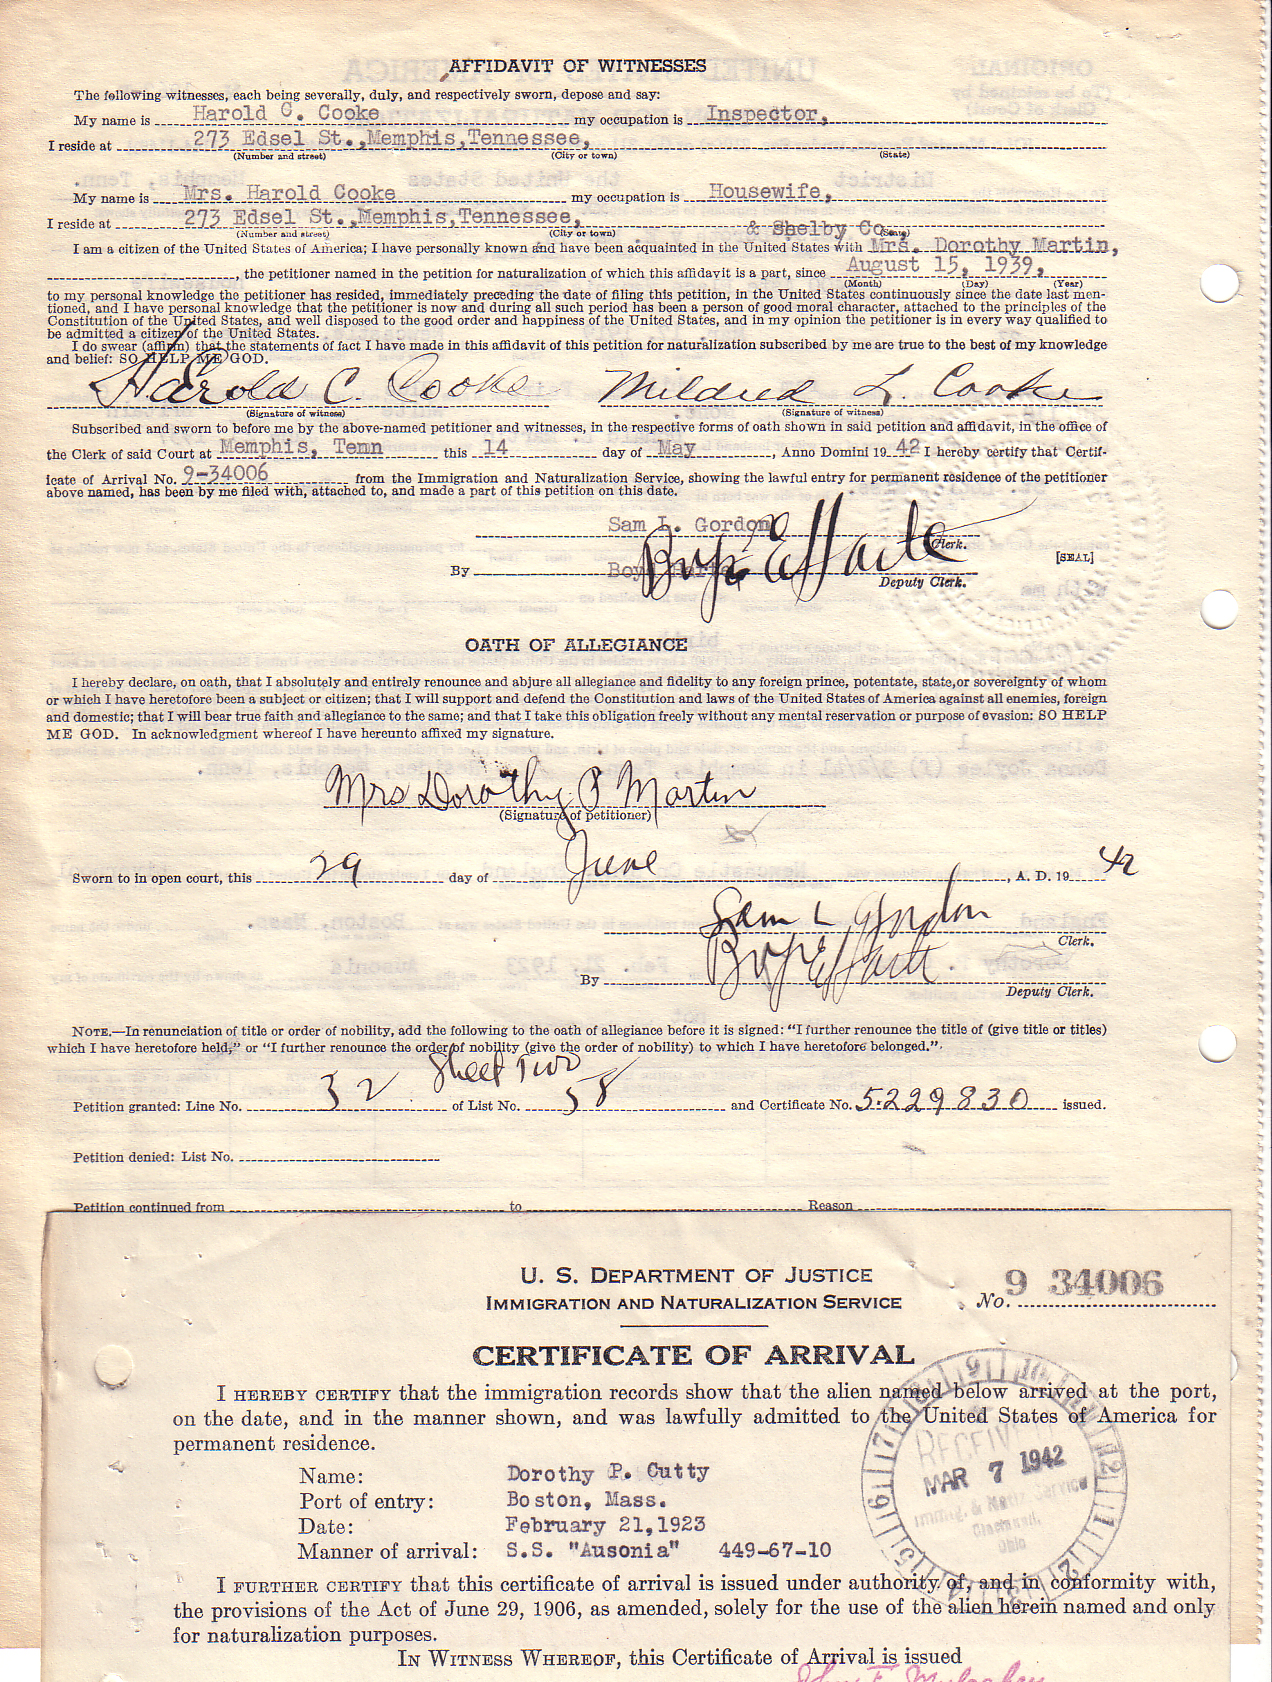 AFFIDAVIT OF WITNESSES
The following witnesses, each being severally, duly, and respectively sworn, depose and say:
My name is Harold C. Cooke my occupation is Inspector,
I reside at 273 Edsel St.,Memphis,Tennessee,
(Number and street) (City or town) (State)
My name is Mrs. Harold Cooke my occupation is Housewife,
I reside at 273 Edsel St.,Memphis,Tennessee, & Shelby Co.
(Number and street) (City or town) (State)
I am a citizen of the United States of America; I have personally known and have been acquainted in the United States with Mrs. Dorothy Martin,
, the petitioner named in the petition for naturalization of which this affidavit is a part, since August 15, 1939,
(Month) (Day) (Year)
to my personal knowledge the petitioner has resided, immediately preceding the date of filing this petition, in the United States continuously since the date last men-
tioned, and I have personal knowledge that the petitioner is now and during all such period has been a person of good moral character, attached to the principles of the
Constitution of the United States, and well disposed to the good order and happiness of the United States, and in my opinion the petitioner is in every way qualified to
be admitted a citizen of the United States.
I do swear (affirm) that the statements of fact I have made in this affidavit of this petition for naturalization subscribed by me are true to the best of my knowledge
and belief: SO HELP ME GOD.
Harold C. Cooke Mildred L. Cooke
(Signature of witness) (Signature of witness)
Subscribed and sworn to before me by the above-named petitioner and witnesses, in the respective forms of oath shown in said petition and affidavit, in the office of
the Clerk of said Court at Memphis, Tenn this 14 day of May , Anno Domini 19 42 I hereby certify that Certif-
icate of Arrival No. 9-34006 from the Immigration and Naturalization Service, showing the lawful entry for permanent residence of the petitioner
above named, has been by me filed with, attached to, and made a part of this petition on this date.
Sam L. Gordon
Clerk.
[SEAL]
By Boyd Harte
Deputy Clerk.
OATH OF ALLEGIANCE
I hereby declare, on oath, that I absolutely and entirely renounce and abjure all allegiance and fidelity to any foreign prince, potentate, state, or sovereignty of whom
or which I have heretofore been a subject or citizen; that I will support and defend the Constitution and laws of the United States of America against all enemies, foreign
and domestic; that I will bear true faith and allegiance to the same; and that I take this obligation freely without any mental reservation or purpose of evasion: SO HELP
ME GOD. In acknowledgment whereof I have hereunto affixed my signature.
Mrs Dorothy P Martin
(Signature of petitioner)
Sworn to in open court, this 29 day of June , A. D. 19 42
Sam L Gordon
Clerk.
By
Deputy Clerk.
NOTE.—In renunciation of title or order of nobility, add the following to the oath of allegiance before it is signed: "I further renounce the title of (give title or titles)
which I have heretofore held," or "I further renounce the order of nobility (give the order of nobility) to which I have heretofore belonged."
Sheet Two
Petition granted: Line No. 32 of List No. 58 and Certificate No. 5229830 issued.
Petition denied: List No.
Petition continued from to Reason
U. S. DEPARTMENT OF JUSTICE
IMMIGRATION AND NATURALIZATION SERVICE
No. 9 34006
CERTIFICATE OF ARRIVAL
I HEREBY CERTIFY that the immigration records show that the alien named below arrived at the port,
on the date, and in the manner shown, and was lawfully admitted to the United States of America for
permanent residence.
Name: Dorothy P. Cutty
Port of entry: Boston, Mass.
Date: February 21,1923
Manner of arrival: S.S. "Ausonia" 449-67-10
RECEIVED
MAR 7 1942
Immig. & Natz. Service
Cincinnati,
Ohio
I FURTHER CERTIFY that this certificate of arrival is issued under authority of, and in conformity with,
the provisions of the Act of June 29, 1906, as amended, solely for the use of the alien herein named and only
for naturalization purposes.
IN WITNESS WHEREOF, this Certificate of Arrival is issued